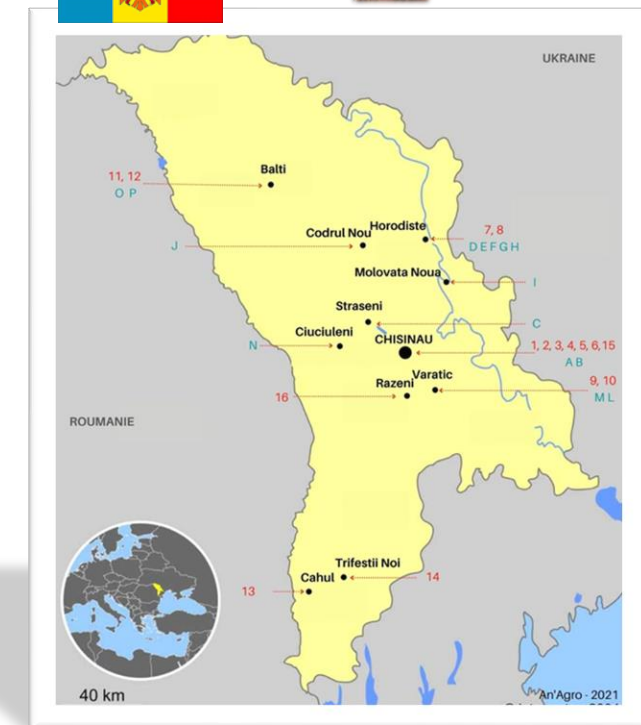 UKRAINE
Balti
11, 12
O P
Horodiste
7, 8
D E F G H
Codrul Nou
J
Molovata Noua
I
Straseni
C
Ciuciuleni
N
CHISINAU
1, 2, 3, 4, 5, 6, 15
A B
Varatic
9, 10
M L
Razeni
16
ROUMANIE
Trifestii Noi
14
Cahul
13
40 km
An'Agro - 2021